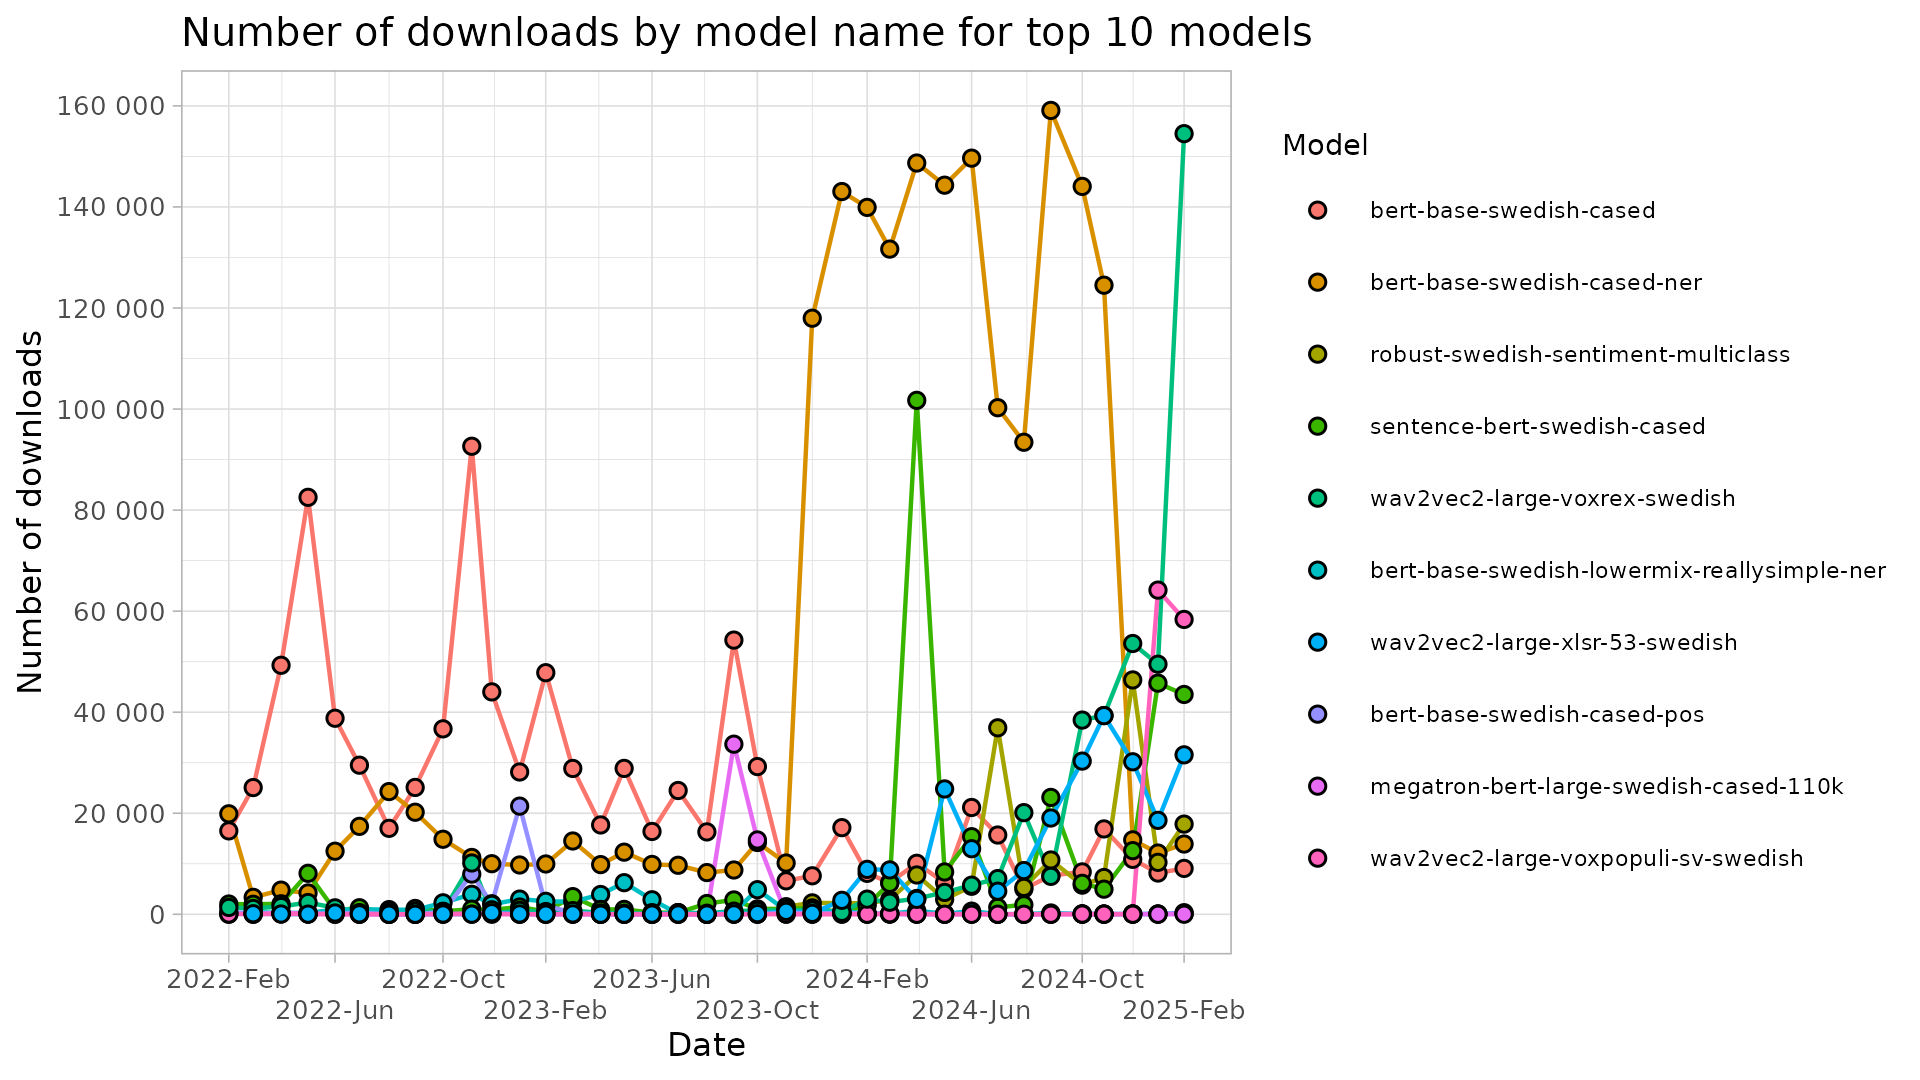 Number of downloads by model name for top 10 models
Number of downloads
160 000
140 000
120 000
100 000
80 000
60 000
40 000
20 000
0
2022-Feb
2022-Jun
2022-Oct
2023-Feb
2023-Jun
2023-Oct
2024-Feb
2024-Jun
2024-Oct
2025-Feb
Date
Model
bert-base-swedish-cased
bert-base-swedish-cased-ner
robust-swedish-sentiment-multiclass
sentence-bert-swedish-cased
wav2vec2-large-voxrex-swedish
bert-base-swedish-lowermix-reallysimple-ner
wav2vec2-large-xlsr-53-swedish
bert-base-swedish-cased-pos
megatron-bert-large-swedish-cased-110k
wav2vec2-large-voxpopuli-sv-swedish